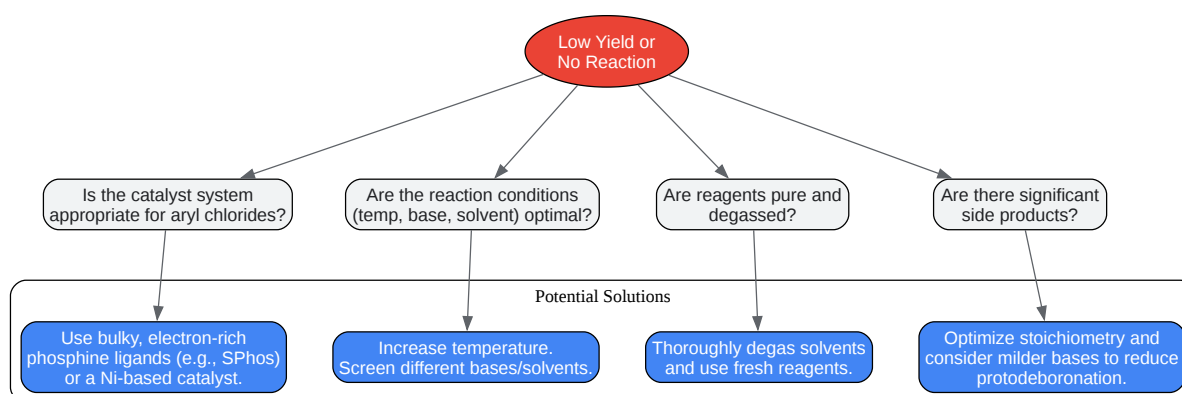 Low Yield or
No Reaction
Is the catalyst system
appropriate for aryl chlorides?
Are the reaction conditions
(temp, base, solvent) optimal?
Are reagents pure and
degassed?
Are there significant
side products?
Potential Solutions
Use bulky, electron-rich
phosphine ligands (e.g., SPhos)
or a Ni-based catalyst.
Increase temperature.
Screen different bases/solvents.
Thoroughly degas solvents
and use fresh reagents.
Optimize stoichiometry and
consider milder bases to reduce
protodeboronation.